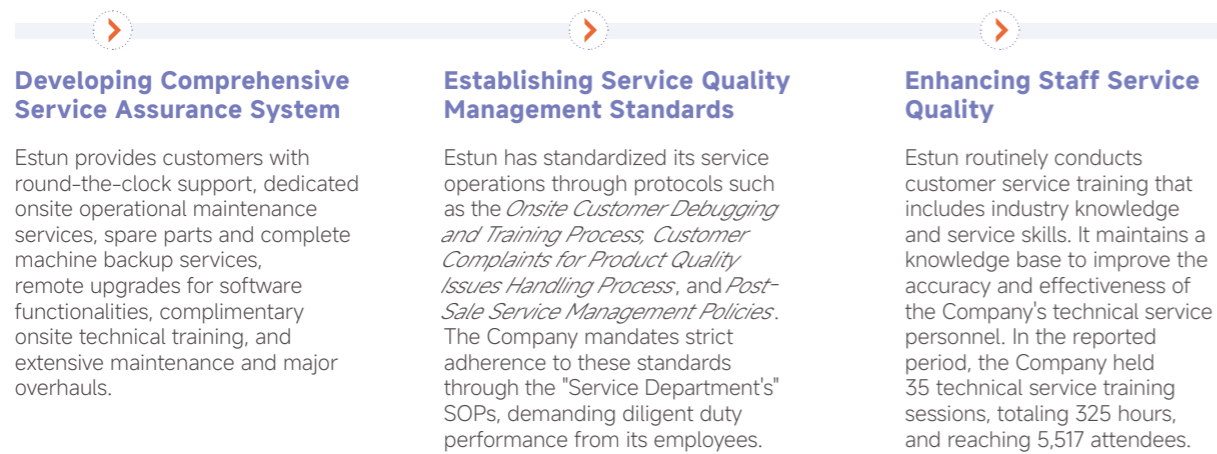 Developing Comprehensive
Service Assurance System
Estun provides customers with
round-the-clock support, dedicated
onsite operational maintenance
services, spare parts and complete
machine backup services,
remote upgrades for software
functionalities, complimentary
onsite technical training, and
extensive maintenance and major
overhauls.
Establishing Service Quality
Management Standards
Estun has standardized its service
operations through protocols such
as the Onsite Customer Debugging
and Training Process, Customer
Complaints for Product Quality
Issues Handling Process, and Post-
Sale Service Management Policies.
The Company mandates strict
adherence to these standards
through the "Service Department's"
SOPs, demanding diligent duty
performance from its employees.
Enhancing Staff Service
Quality
Estun routinely conducts
customer service training that
includes industry knowledge
and service skills. It maintains a
knowledge base to improve the
accuracy and effectiveness of
the Company's technical service
personnel. In the reported
period, the Company held
35 technical service training
sessions, totaling 325 hours,
and reaching 5,517 attendees.